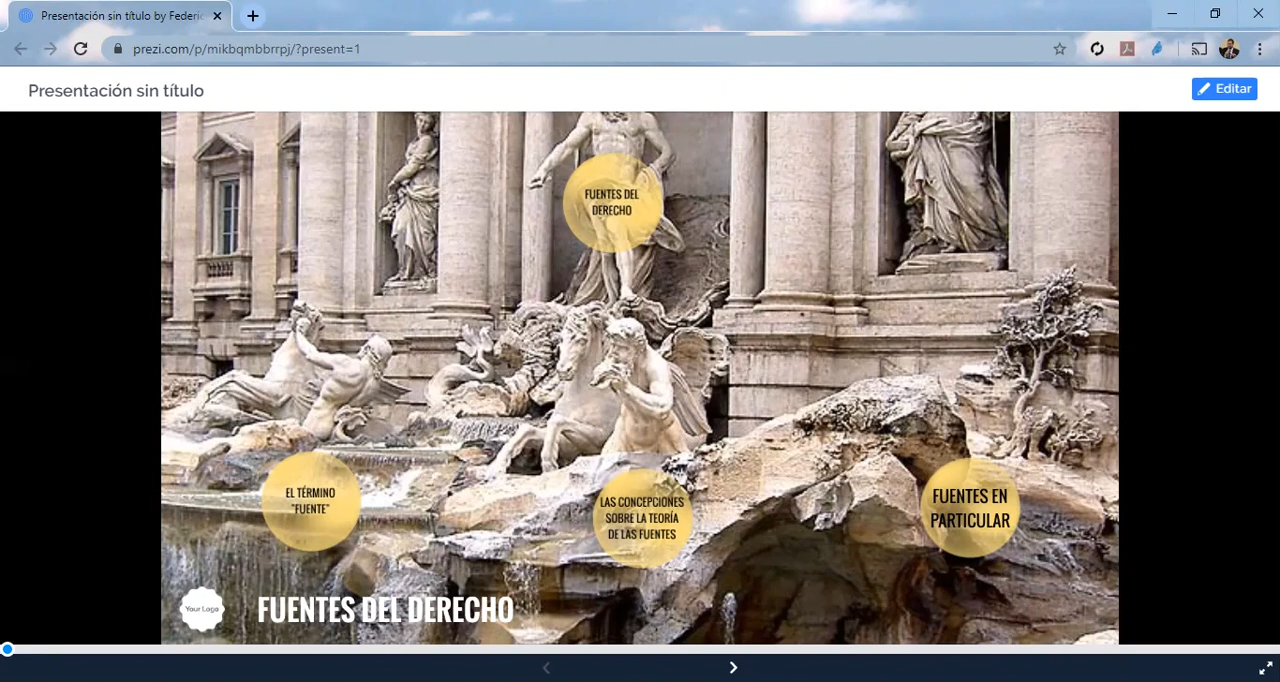 Presentación sin título by Federic
prezi.com/p/mikbqmbbrrpj/?present=1
Presentación sin título
Editar
FUENTES DEL
DERECHO
EL TÉRMINO
"FUENTE"
LAS CONCEPCIONES
SOBRE LA TEORÍA
DE LAS FUENTES
FUENTES EN
PARTICULAR
Your Logo
FUENTES DEL DERECHO